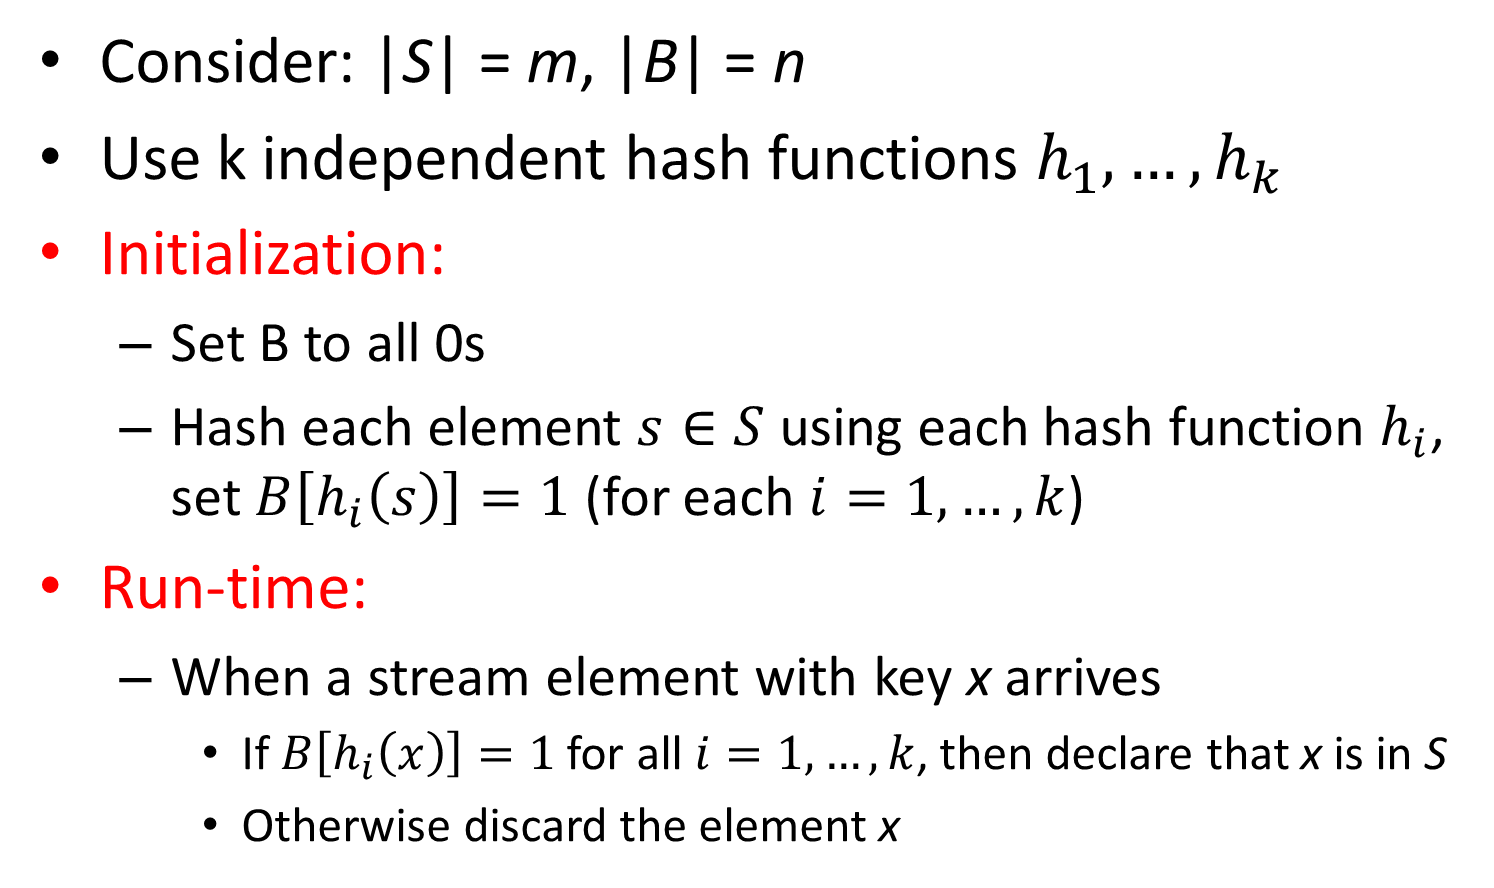 • Consider: |S| = m, |B| = n
• Use k independent hash functions h₁, … , hₖ
• Initialization:
– Set B to all 0s
– Hash each element s ∈ S using each hash function hᵢ,
set B[hᵢ(s)] = 1 (for each i = 1, … , k)
• Run-time:
– When a stream element with key x arrives
• If B[hᵢ(x)] = 1 for all i = 1, … , k, then declare that x is in S
• Otherwise discard the element x